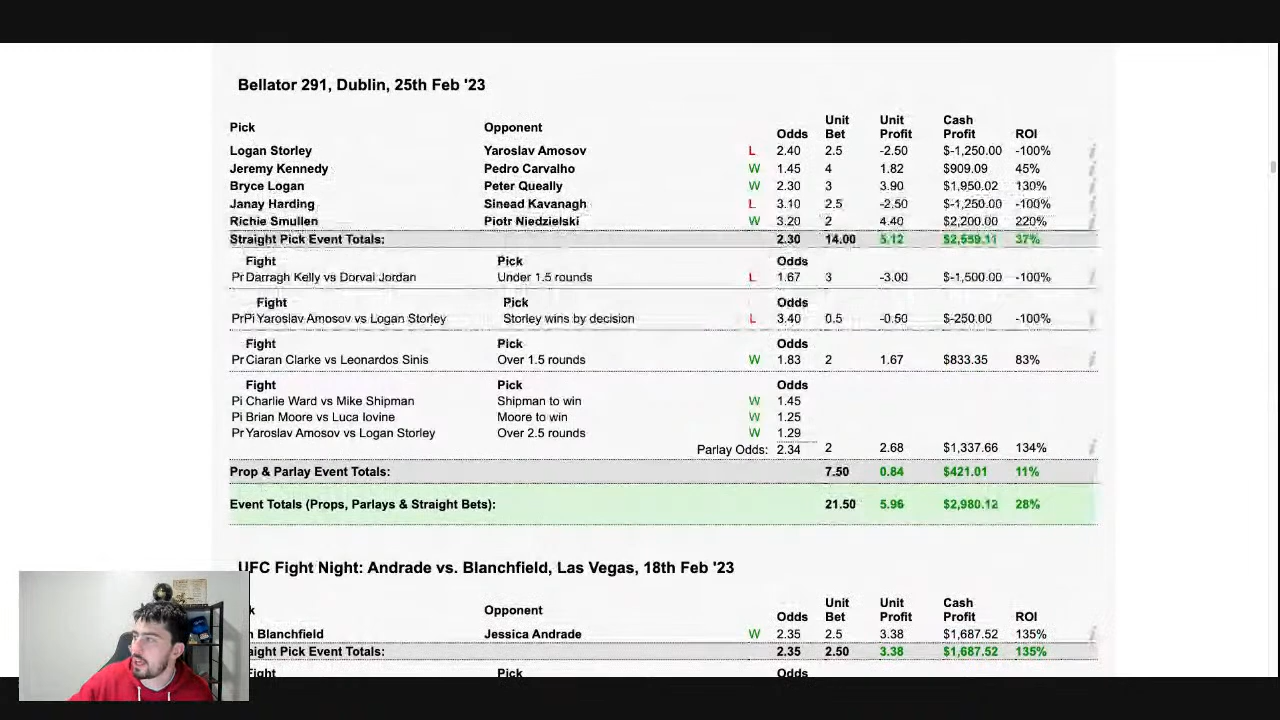 Bellator 291, Dublin, 25th Feb '23
Pick Opponent Odds Unit Bet Unit Profit Cash Profit ROI
Logan Storley Yaroslav Amosov L 2.40 2.5 -2.50 $-1,250.00 -100%
Jeremy Kennedy Pedro Carvalho W 1.45 4 1.82 $909.09 45%
Bryce Logan Peter Queally W 2.30 3 3.90 $1,950.02 130%
Janay Harding Sinead Kavanagh L 3.10 2.5 -2.50 $-1,250.00 -100%
Richie Smullen Piotr Niedzielski W 3.20 2 4.40 $2,200.00 220%
Straight Pick Event Totals: 2.30 14.00 5.12 $2,559.11 37%
Fight Pick Odds
Pr Darragh Kelly vs Dorval Jordan Under 1.5 rounds L 1.67 3 -3.00 $-1,500.00 -100%
Fight Pick Odds
PrPi Yaroslav Amosov vs Logan Storley Storley wins by decision L 3.40 0.5 -0.50 $-250.00 -100%
Fight Pick Odds
Pr Ciaran Clarke vs Leonardos Sinis Over 1.5 rounds W 1.83 2 1.67 $833.35 83%
Fight Pick Odds
Pi Charlie Ward vs Mike Shipman Shipman to win W 1.45
Pi Brian Moore vs Luca Iovine Moore to win W 1.25
Pr Yaroslav Amosov vs Logan Storley Over 2.5 rounds W 1.29
Parlay Odds: 2.34 2 2.68 $1,337.66 134%
Prop & Parlay Event Totals: 7.50 0.84 $421.01 11%
Event Totals (Props, Parlays & Straight Bets): 21.50 5.96 $2,980.12 28%
UFC Fight Night: Andrade vs. Blanchfield, Las Vegas, 18th Feb '23
k Opponent Odds Unit Bet Unit Profit Cash Profit ROI
n Blanchfield Jessica Andrade W 2.35 2.5 3.38 $1,687.52 135%
aight Pick Event Totals: 2.35 2.50 3.38 $1,687.52 135%
Fight Pick Odds